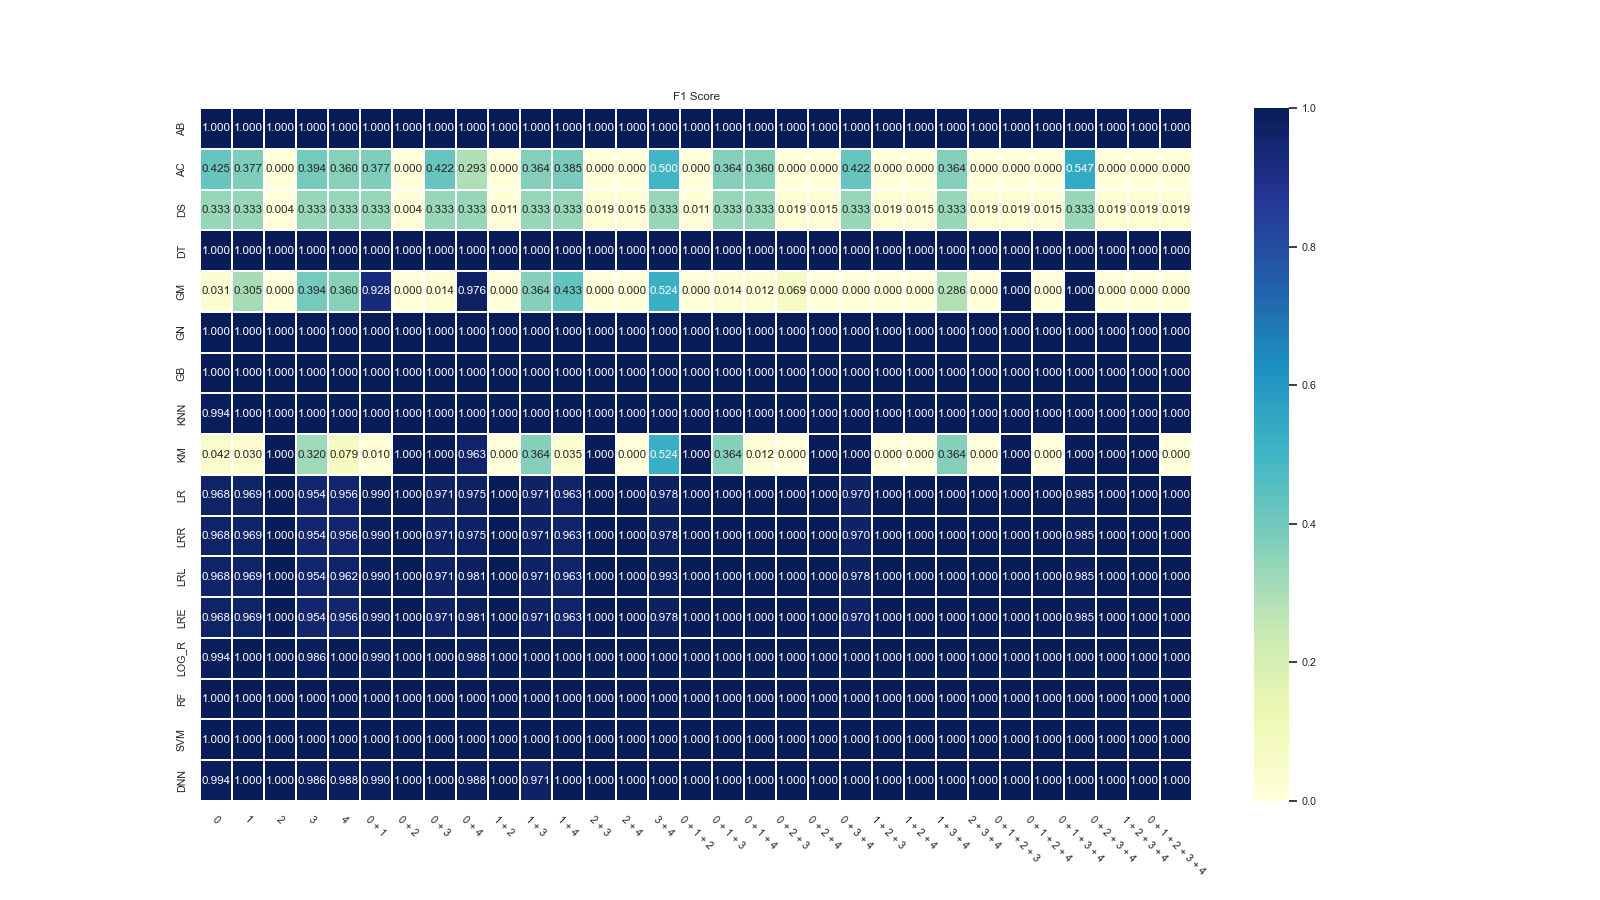 F1 Score
AB 1.000 1.000 1.000 1.000 1.000 1.000 1.000 1.000 1.000 1.000 1.000 1.000 1.000 1.000 1.000 1.000 1.000 1.000 1.000 1.000 1.000 1.000 1.000 1.000 1.000 1.000 1.000 1.000 1.000 1.000 1.000
AC 0.425 0.377 0.000 0.394 0.360 0.377 0.000 0.422 0.293 0.000 0.364 0.385 0.000 0.000 0.500 0.000 0.364 0.360 0.000 0.000 0.422 0.000 0.000 0.364 0.000 0.000 0.000 0.547 0.000 0.000 0.000
DS 0.333 0.333 0.004 0.333 0.333 0.333 0.004 0.333 0.333 0.011 0.333 0.333 0.019 0.015 0.333 0.011 0.333 0.333 0.019 0.015 0.333 0.019 0.015 0.333 0.019 0.019 0.015 0.333 0.019 0.019 0.019
DT 1.000 1.000 1.000 1.000 1.000 1.000 1.000 1.000 1.000 1.000 1.000 1.000 1.000 1.000 1.000 1.000 1.000 1.000 1.000 1.000 1.000 1.000 1.000 1.000 1.000 1.000 1.000 1.000 1.000 1.000 1.000
GM 0.031 0.305 0.000 0.394 0.360 0.928 0.000 0.014 0.976 0.000 0.364 0.433 0.000 0.000 0.524 0.000 0.014 0.012 0.069 0.000 0.000 0.000 0.000 0.286 0.000 1.000 0.000 1.000 0.000 0.000 0.000
GN 1.000 1.000 1.000 1.000 1.000 1.000 1.000 1.000 1.000 1.000 1.000 1.000 1.000 1.000 1.000 1.000 1.000 1.000 1.000 1.000 1.000 1.000 1.000 1.000 1.000 1.000 1.000 1.000 1.000 1.000 1.000
GB 1.000 1.000 1.000 1.000 1.000 1.000 1.000 1.000 1.000 1.000 1.000 1.000 1.000 1.000 1.000 1.000 1.000 1.000 1.000 1.000 1.000 1.000 1.000 1.000 1.000 1.000 1.000 1.000 1.000 1.000 1.000
KNN 0.994 1.000 1.000 1.000 1.000 1.000 1.000 1.000 1.000 1.000 1.000 1.000 1.000 1.000 1.000 1.000 1.000 1.000 1.000 1.000 1.000 1.000 1.000 1.000 1.000 1.000 1.000 1.000 1.000 1.000 1.000
KM 0.042 0.030 1.000 0.320 0.079 0.010 1.000 1.000 0.963 0.000 0.364 0.035 1.000 0.000 0.524 1.000 0.364 0.012 0.000 1.000 1.000 0.000 0.000 0.364 0.000 1.000 0.000 1.000 1.000 1.000 0.000
LR 0.968 0.969 1.000 0.954 0.956 0.990 1.000 0.971 0.975 1.000 0.971 0.963 1.000 1.000 0.978 1.000 1.000 1.000 1.000 1.000 0.970 1.000 1.000 1.000 1.000 1.000 1.000 0.985 1.000 1.000 1.000
LRR 0.968 0.969 1.000 0.954 0.956 0.990 1.000 0.971 0.975 1.000 0.971 0.963 1.000 1.000 0.978 1.000 1.000 1.000 1.000 1.000 0.970 1.000 1.000 1.000 1.000 1.000 1.000 0.985 1.000 1.000 1.000
LRL 0.968 0.969 1.000 0.954 0.962 0.990 1.000 0.971 0.981 1.000 0.971 0.963 1.000 1.000 0.993 1.000 1.000 1.000 1.000 1.000 0.978 1.000 1.000 1.000 1.000 1.000 1.000 0.985 1.000 1.000 1.000
LRE 0.968 0.969 1.000 0.954 0.956 0.990 1.000 0.971 0.981 1.000 0.971 0.963 1.000 1.000 0.978 1.000 1.000 1.000 1.000 1.000 0.970 1.000 1.000 1.000 1.000 1.000 1.000 0.985 1.000 1.000 1.000
LOG_R 0.994 1.000 1.000 0.986 1.000 0.990 1.000 1.000 0.988 1.000 1.000 1.000 1.000 1.000 1.000 1.000 1.000 1.000 1.000 1.000 1.000 1.000 1.000 1.000 1.000 1.000 1.000 1.000 1.000 1.000 1.000
RF 1.000 1.000 1.000 1.000 1.000 1.000 1.000 1.000 1.000 1.000 1.000 1.000 1.000 1.000 1.000 1.000 1.000 1.000 1.000 1.000 1.000 1.000 1.000 1.000 1.000 1.000 1.000 1.000 1.000 1.000 1.000
SVM 1.000 1.000 1.000 1.000 1.000 1.000 1.000 1.000 1.000 1.000 1.000 1.000 1.000 1.000 1.000 1.000 1.000 1.000 1.000 1.000 1.000 1.000 1.000 1.000 1.000 1.000 1.000 1.000 1.000 1.000 1.000
DNN 0.994 1.000 1.000 0.986 0.988 0.990 1.000 1.000 0.988 1.000 0.971 1.000 1.000 1.000 1.000 1.000 1.000 1.000 1.000 1.000 1.000 1.000 1.000 1.000 1.000 1.000 1.000 1.000 1.000 1.000 1.000
0
1
2
3
4
0 + 1
0 + 2
0 + 3
0 + 4
1 + 2
1 + 3
1 + 4
2 + 3
2 + 4
3 + 4
0 + 1 + 2
0 + 1 + 3
0 + 1 + 4
0 + 2 + 3
0 + 2 + 4
0 + 3 + 4
1 + 2 + 3
1 + 2 + 4
1 + 3 + 4
2 + 3 + 4
0 + 1 + 2 + 3
0 + 1 + 2 + 4
0 + 1 + 3 + 4
0 + 2 + 3 + 4
1 + 2 + 3 + 4
0 + 1 + 2 + 3 + 4
1.0
0.8
0.6
0.4
0.2
0.0